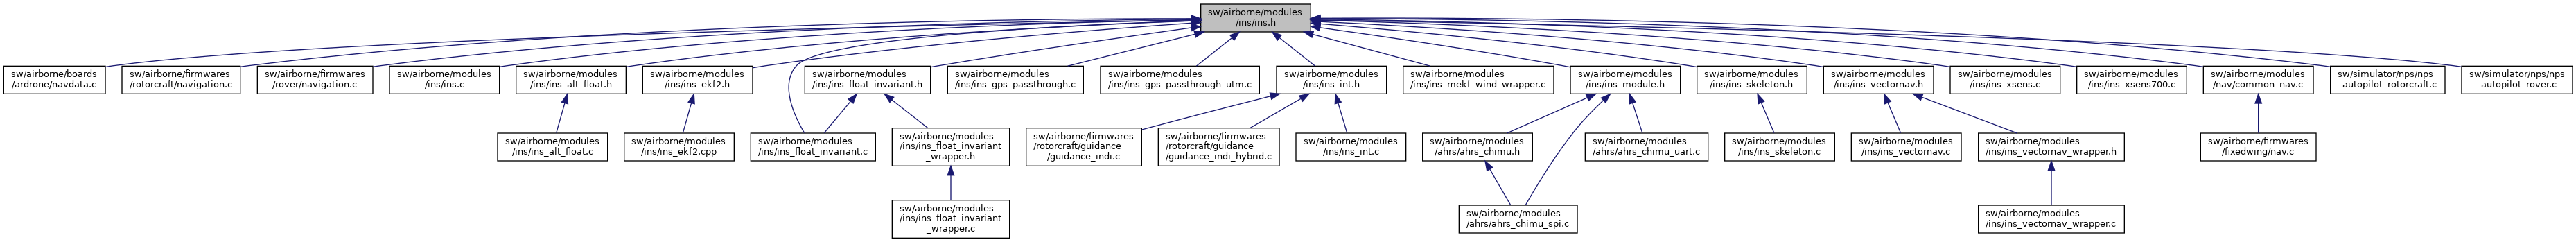 sw/airborne/modules
/ins/ins.h
sw/airborne/boards
/ardrone/navdata.c
sw/airborne/firmwares
/rotorcraft/navigation.c
sw/airborne/firmwares
/rover/navigation.c
sw/airborne/modules
/ins/ins.c
sw/airborne/modules
/ins/ins_alt_float.h
sw/airborne/modules
/ins/ins_ekf2.h
sw/airborne/modules
/ins/ins_float_invariant.h
sw/airborne/modules
/ins/ins_gps_passthrough.c
sw/airborne/modules
/ins/ins_gps_passthrough_utm.c
sw/airborne/modules
/ins/ins_int.h
sw/airborne/modules
/ins/ins_mekf_wind_wrapper.c
sw/airborne/modules
/ins/ins_module.h
sw/airborne/modules
/ins/ins_skeleton.h
sw/airborne/modules
/ins/ins_vectornav.h
sw/airborne/modules
/ins/ins_xsens.c
sw/airborne/modules
/ins/ins_xsens700.c
sw/airborne/modules
/nav/common_nav.c
sw/simulator/nps/nps
_autopilot_rotorcraft.c
sw/simulator/nps/nps
_autopilot_rover.c
sw/airborne/modules
/ins/ins_alt_float.c
sw/airborne/modules
/ins/ins_ekf2.cpp
sw/airborne/modules
/ins/ins_float_invariant.c
sw/airborne/modules
/ins/ins_float_invariant
_wrapper.h
sw/airborne/firmwares
/rotorcraft/guidance
/guidance_indi.c
sw/airborne/firmwares
/rotorcraft/guidance
/guidance_indi_hybrid.c
sw/airborne/modules
/ins/ins_int.c
sw/airborne/modules
/ahrs/ahrs_chimu.h
sw/airborne/modules
/ahrs/ahrs_chimu_uart.c
sw/airborne/modules
/ins/ins_skeleton.c
sw/airborne/modules
/ins/ins_vectornav.c
sw/airborne/modules
/ins/ins_vectornav_wrapper.h
sw/airborne/firmwares
/fixedwing/nav.c
sw/airborne/modules
/ins/ins_float_invariant
_wrapper.c
sw/airborne/modules
/ahrs/ahrs_chimu_spi.c
sw/airborne/modules
/ins/ins_vectornav_wrapper.c